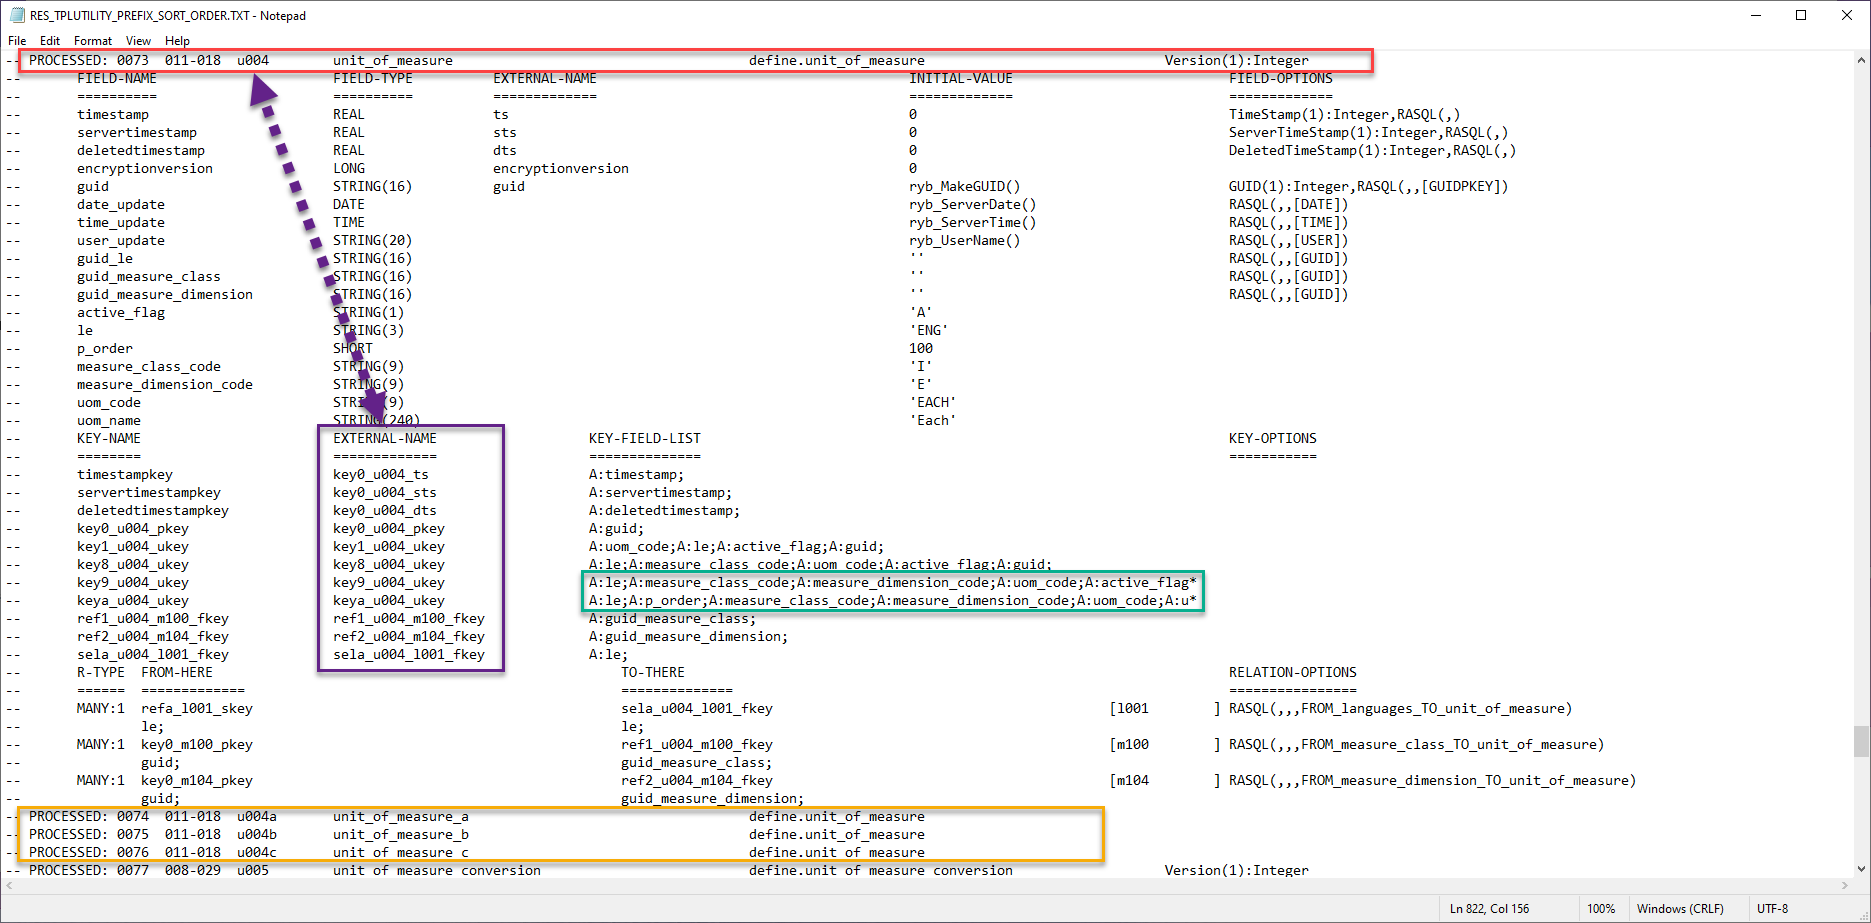 RES_TPLUTILITY_PREFIX_SORT_ORDER.TXT - Notepad
File Edit Format View Help
-- PROCESSED: 0073 011-018 u004 unit_of_measure define.unit_of_measure Version(1):Integer
-- FIELD-NAME FIELD-TYPE EXTERNAL-NAME INITIAL-VALUE FIELD-OPTIONS
-- ========== ========== ============= ============= =============
-- timestamp REAL ts 0 TimeStamp(1):Integer,RASQL(,)
-- servertimestamp REAL sts 0 ServerTimeStamp(1):Integer,RASQL(,)
-- deletedtimestamp REAL dts 0 DeletedTimeStamp(1):Integer,RASQL(,)
-- encryptionversion LONG encryptionversion 0
-- guid STRING(16) guid ryb_MakeGUID() GUID(1):Integer,RASQL(,,[GUIDPKEY])
-- date_update DATE ryb_ServerDate() RASQL(,,[DATE])
-- time_update TIME ryb_ServerTime() RASQL(,,[TIME])
-- user_update STRING(20) ryb_UserName() RASQL(,,[USER])
-- guid_le STRING(16) '' RASQL(,,[GUID])
-- guid_measure_class STRING(16) '' RASQL(,,[GUID])
-- guid_measure_dimension STRING(16) '' RASQL(,,[GUID])
-- active_flag STRING(1) 'A'
-- le STRING(3) 'ENG'
-- p_order SHORT 100
-- measure_class_code STRING(9) 'I'
-- measure_dimension_code STRING(9) 'E'
-- uom_code STRING(9) 'EACH'
-- uom_name STRING(240) 'Each'
-- KEY-NAME EXTERNAL-NAME KEY-FIELD-LIST KEY-OPTIONS
-- ======== ============= ============== ===========
-- timestampkey key0_u004_ts A:timestamp;
-- servertimestampkey key0_u004_sts A:servertimestamp;
-- deletedtimestampkey key0_u004_dts A:deletedtimestamp;
-- key0_u004_pkey key0_u004_pkey A:guid;
-- key1_u004_ukey key1_u004_ukey A:uom_code;A:le;A:active_flag;A:guid;
-- key8_u004_ukey key8_u004_ukey A:le;A:measure_class_code;A:uom_code;A:active_flag;A:guid;
-- key9_u004_ukey key9_u004_ukey A:le;A:measure_class_code;A:measure_dimension_code;A:uom_code;A:active_flag*
-- keya_u004_ukey keya_u004_ukey A:le;A:p_order;A:measure_class_code;A:measure_dimension_code;A:uom_code;A:u*
-- ref1_u004_m100_fkey ref1_u004_m100_fkey A:guid_measure_class;
-- ref2_u004_m104_fkey ref2_u004_m104_fkey A:guid_measure_dimension;
-- sela_u004_l001_fkey sela_u004_l001_fkey A:le;
-- R-TYPE FROM-HERE TO-THERE RELATION-OPTIONS
-- ====== ============= ============== ================
-- MANY:1 refa_l001_skey sela_u004_l001_fkey [l001 ] RASQL(,,,FROM_languages_TO_unit_of_measure)
-- le; le;
-- MANY:1 key0_m100_pkey ref1_u004_m100_fkey [m100 ] RASQL(,,,FROM_measure_class_TO_unit_of_measure)
-- guid; guid_measure_class;
-- MANY:1 key0_m104_pkey ref2_u004_m104_fkey [m104 ] RASQL(,,,FROM_measure_dimension_TO_unit_of_measure)
-- guid; guid_measure_dimension;
-- PROCESSED: 0074 011-018 u004a unit_of_measure_a define.unit_of_measure
-- PROCESSED: 0075 011-018 u004b unit_of_measure_b define.unit_of_measure
-- PROCESSED: 0076 011-018 u004c unit_of_measure_c define.unit_of_measure
-- PROCESSED: 0077 008-029 u005 unit_of_measure_conversion define.unit_of_measure_conversion Version(1):Integer
Ln 822, Col 156 100% Windows (CRLF) UTF-8